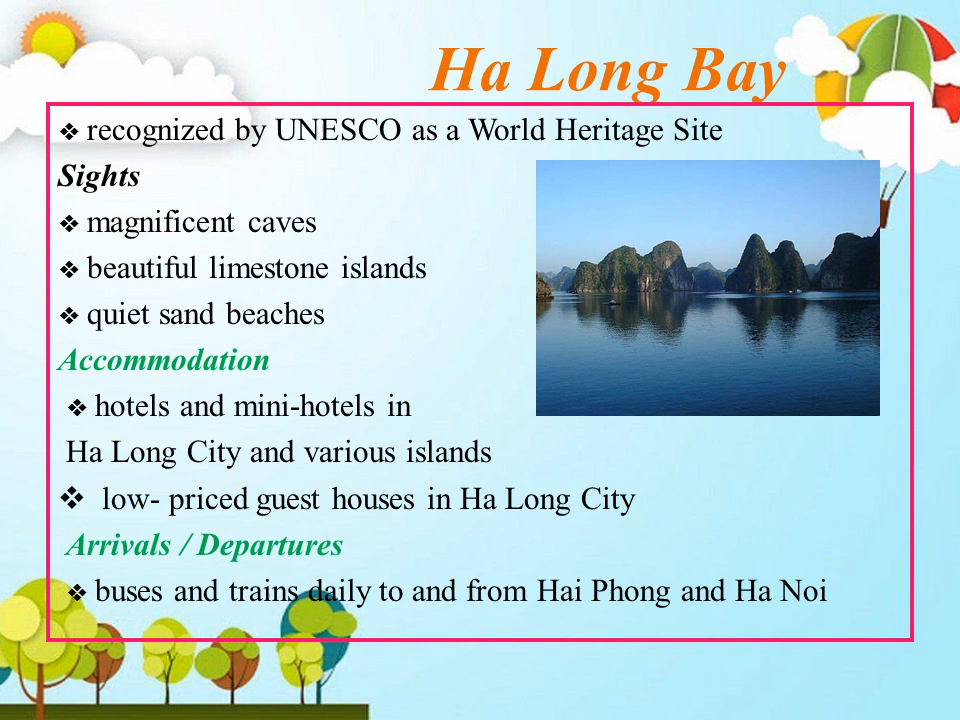 Ha Long Bay
❖ recognized by UNESCO as a World Heritage Site
Sights
❖ magnificent caves
❖ beautiful limestone islands
❖ quiet sand beaches
Accommodation
❖ hotels and mini-hotels in
Ha Long City and various islands
❖ low- priced guest houses in Ha Long City
Arrivals / Departures
❖ buses and trains daily to and from Hai Phong and Ha Noi